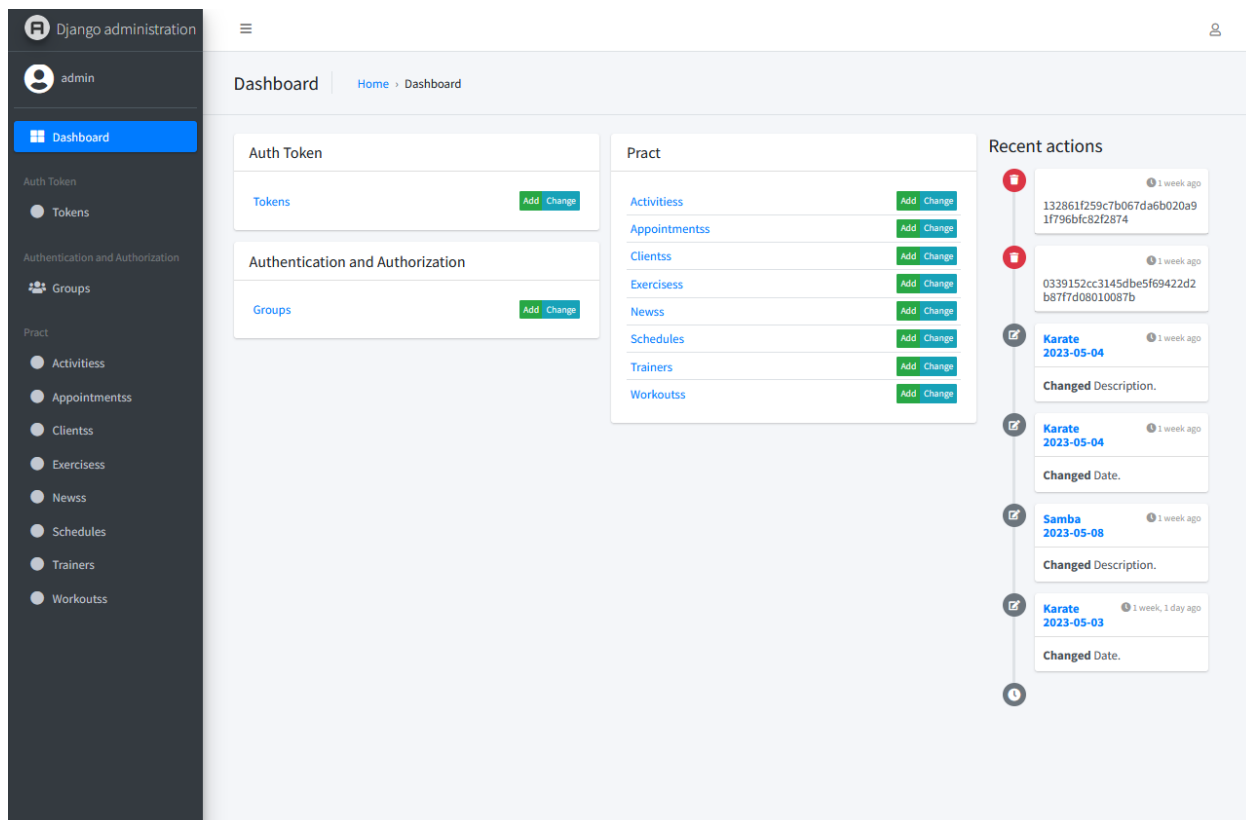 Django administration
admin
Dashboard
Auth Token
Tokens
Authentication and Authorization
Groups
Pract
Activitiess
Appointmentss
Clientss
Exercisess
Newss
Schedules
Trainers
Workoutss
Dashboard
Home › Dashboard
Auth Token
Tokens Add Change
Authentication and Authorization
Groups Add Change
Pract
Activitiess Add Change
Appointmentss Add Change
Clientss Add Change
Exercisess Add Change
Newss Add Change
Schedules Add Change
Trainers Add Change
Workoutss Add Change
Recent actions
1 week ago
132861f259c7b067da6b020a9
1f796bfc82f2874
1 week ago
0339152cc3145dbe5f69422d2
b87f7d08010087b
Karate 1 week ago
2023-05-04
Changed Description.
Karate 1 week ago
2023-05-04
Changed Date.
Samba 1 week ago
2023-05-08
Changed Description.
Karate 1 week, 1 day ago
2023-05-03
Changed Date.